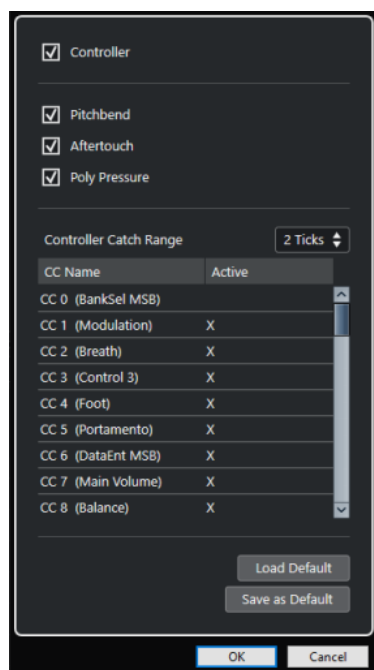 Controller
Pitchbend
Aftertouch
Poly Pressure
Controller Catch Range 2 Ticks
CC Name Active
CC 0 (BankSel MSB)
CC 1 (Modulation) X
CC 2 (Breath) X
CC 3 (Control 3) X
CC 4 (Foot) X
CC 5 (Portamento) X
CC 6 (DataEnt MSB) X
CC 7 (Main Volume) X
CC 8 (Balance) X
Load Default
Save as Default
OK Cancel